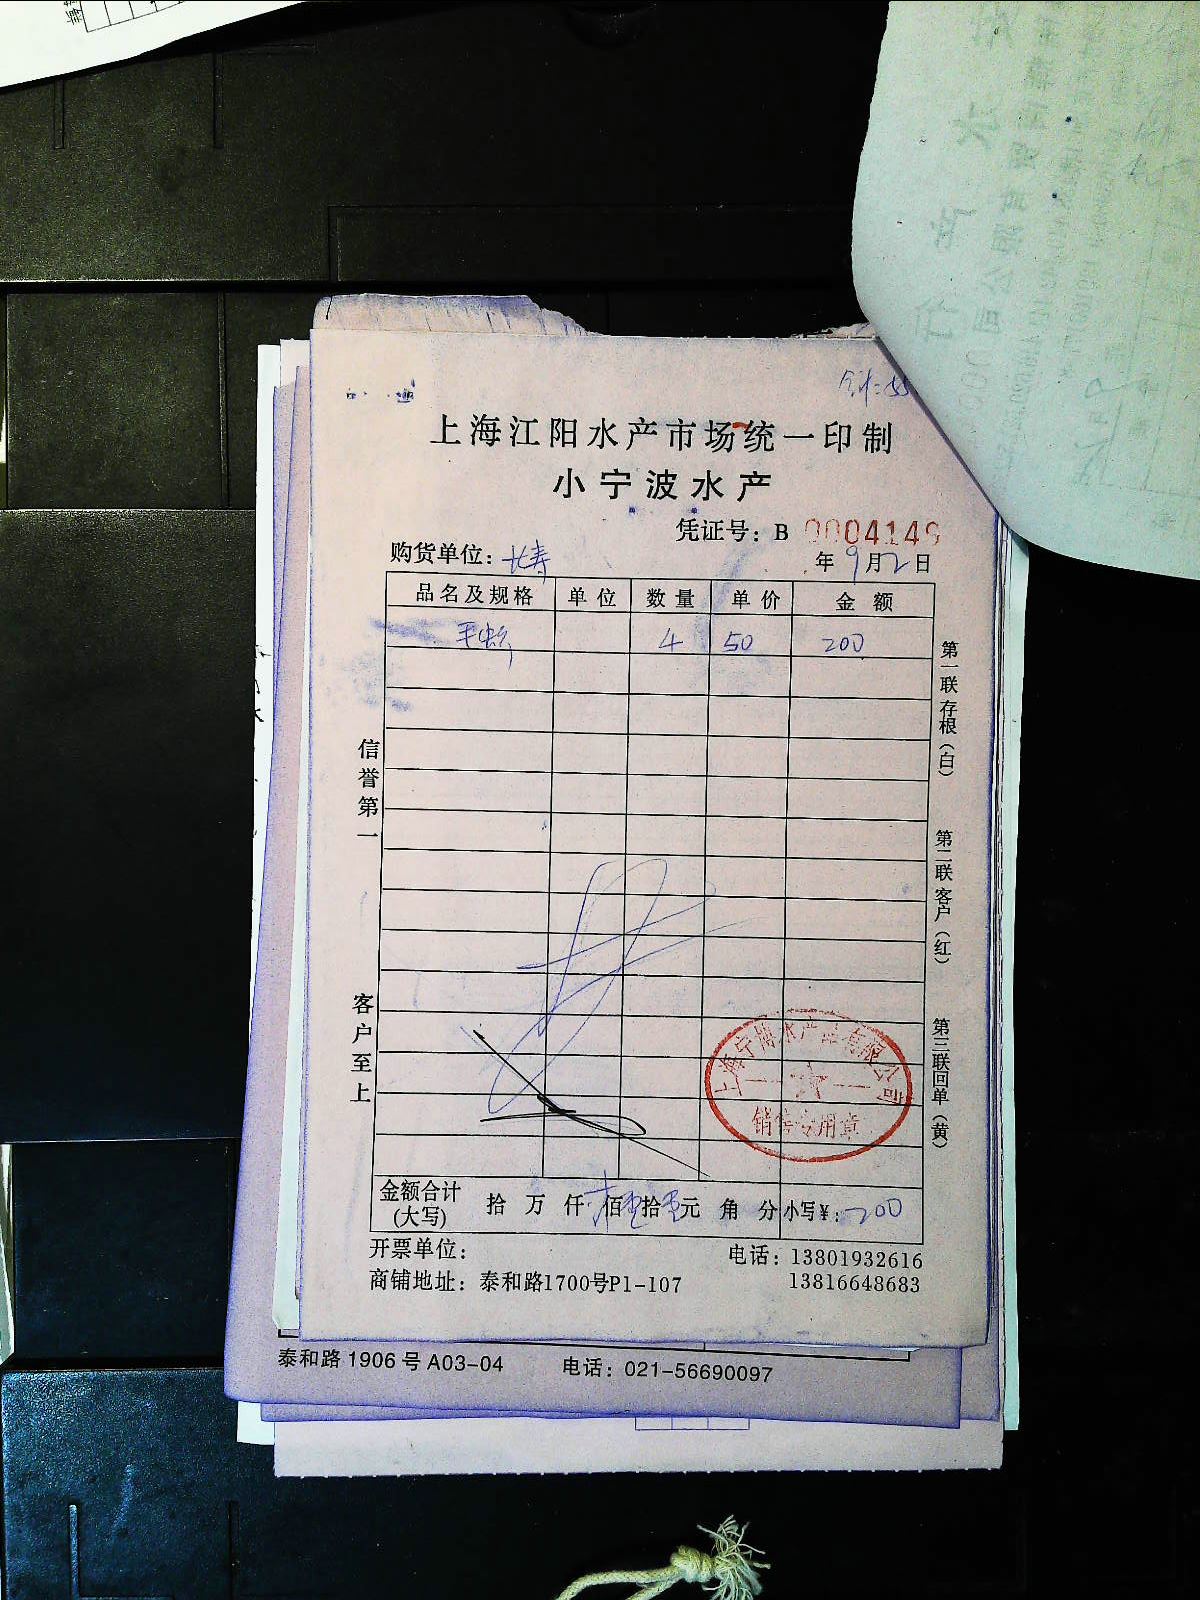 上海江阳水产市场统一印制
小宁波水产
凭证号：B 0004149
购货单位：长寿 年9月2日
品名及规格 单位 数量 单价 金额
4 50 200
信誉第一
客户至上
第一联存根（白）
第二联客户（红）
第三联回单（黄）
销售专用章
金额合计（大写） 拾 万 仟 佰 拾 元 角 分 小写¥：200
开票单位： 电话：13801932616
商铺地址：泰和路1700号P1-107 13816648683
泰和路1906号A03-04 电话：021-56690097